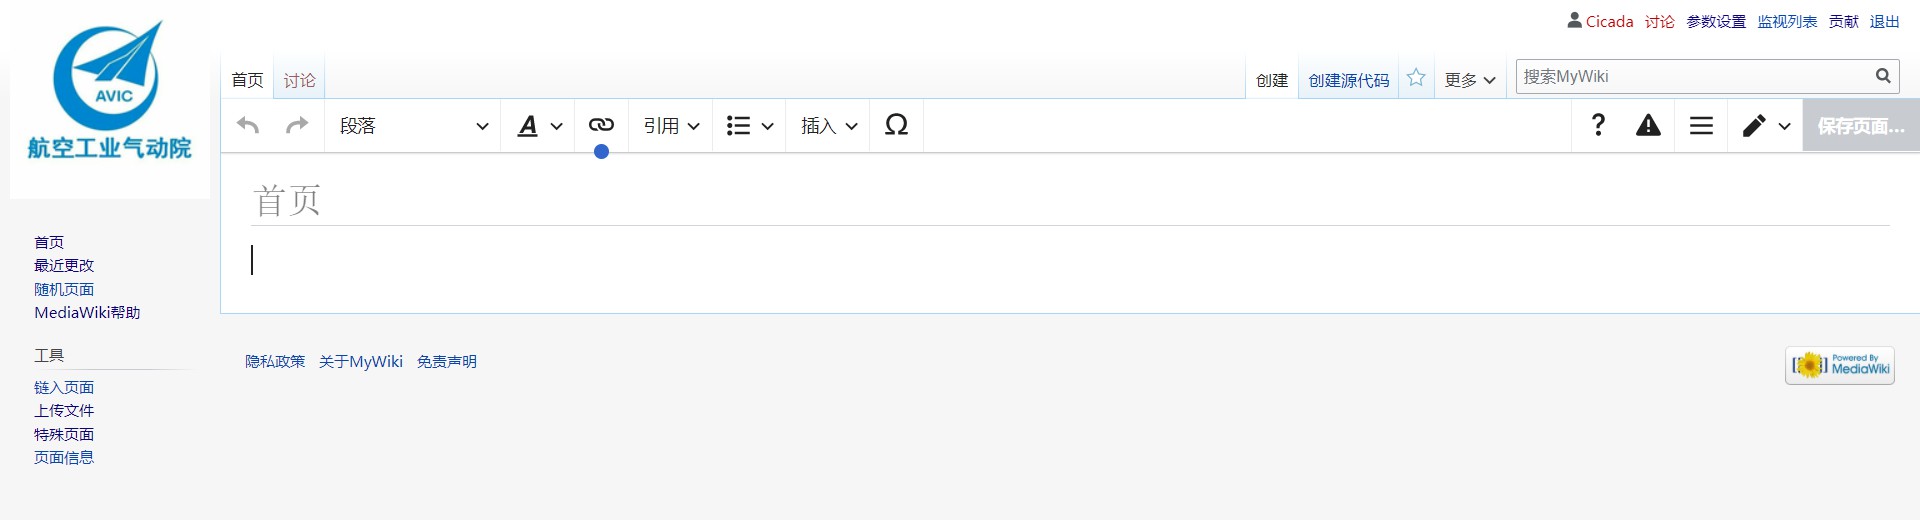 AVIC
航空工业气动院
Cicada 讨论 参数设置 监视列表 贡献 退出
首页 讨论 创建 创建源代码 更多 搜索MyWiki
段落 A 引用 插入 Ω ? 保存页面...
首页
首页
最近更改
随机页面
MediaWiki帮助
工具
链入页面
上传文件
特殊页面
页面信息
隐私政策 关于MyWiki 免责声明
Powered By
MediaWiki